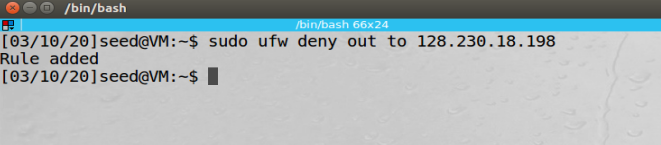 /bin/bash
/bin/bash 66x24
[03/10/20]seed@VM:~$ sudo ufw deny out to 128.230.18.198
Rule added
[03/10/20]seed@VM:~$